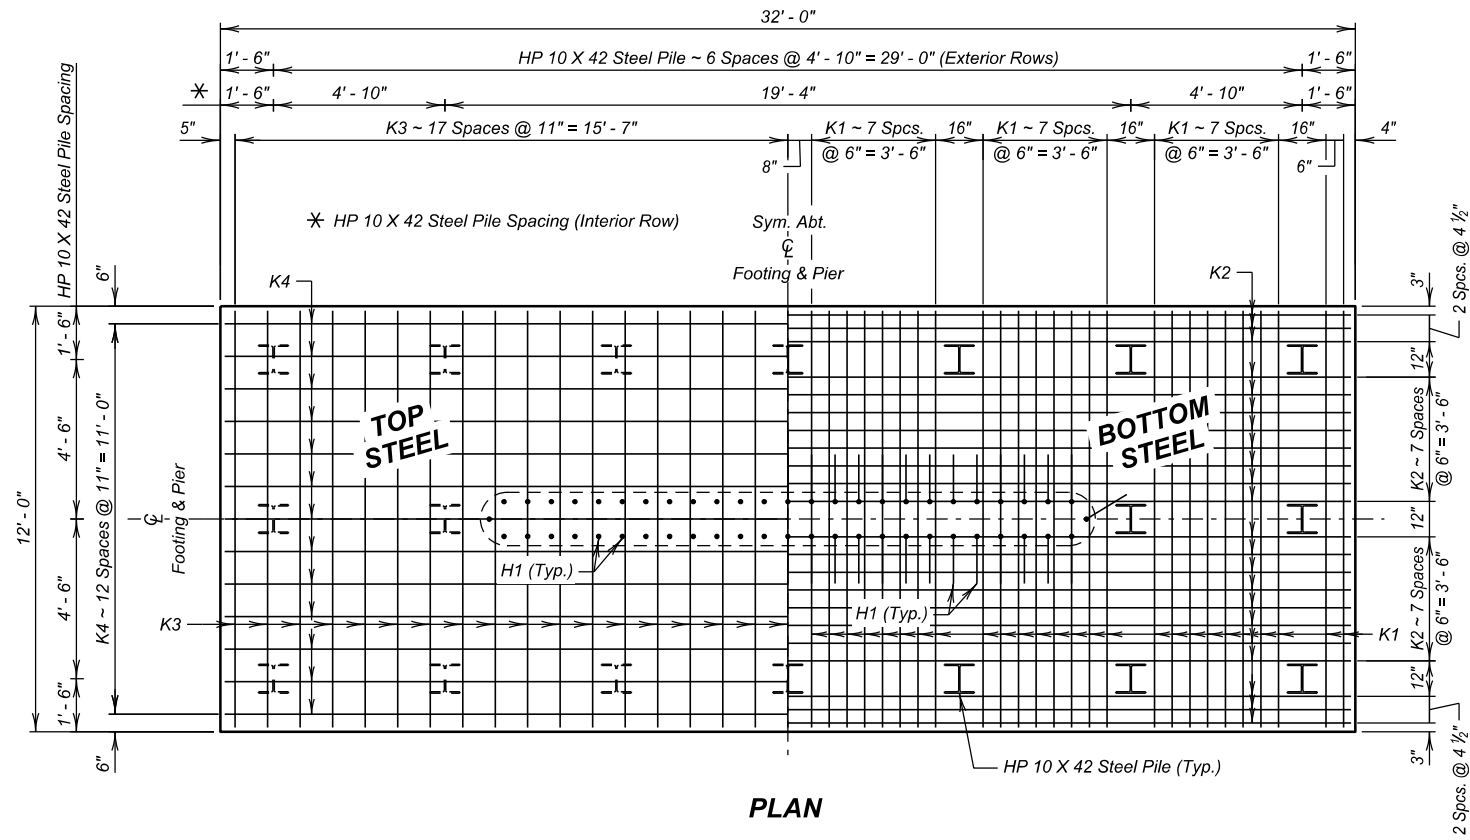 32' - 0"
1' - 6"
HP 10 X 42 Steel Pile ~ 6 Spaces @ 4' - 10" = 29' - 0" (Exterior Rows)
1' - 6"
1' - 6"
4' - 10"
19' - 4"
4' - 10"
1' - 6"
5"
K3 ~ 17 Spaces @ 11" = 15' - 7"
K1 ~ 7 Spcs.
@ 6" = 3' - 6"
16"
K1 ~ 7 Spcs.
@ 6" = 3' - 6"
16"
K1 ~ 7 Spcs.
@ 6" = 3' - 6"
16"
4"
8"
6"
HP 10 X 42 Steel Pile Spacing (Interior Row)
Sym. Abt.
℄
Footing & Pier
HP 10 X 42 Steel Pile Spacing
6"
K4
K2
3"
2 Spcs. @ 4 ½"
1' - 6"
12"
4' - 6"
TOP
STEEL
BOTTOM
STEEL
K2 ~ 7 Spaces
@ 6" = 3' - 6"
12' - 0"
K4 ~ 12 Spaces @ 11" = 11' - 0"
℄
Footing & Pier
12"
4' - 6"
H1 (Typ.)
H1 (Typ.)
K2 ~ 7 Spaces
@ 6" = 3' - 6"
K3
K1
1' - 6"
12"
6"
3"
2 Spcs. @ 4 ½"
HP 10 X 42 Steel Pile (Typ.)
PLAN